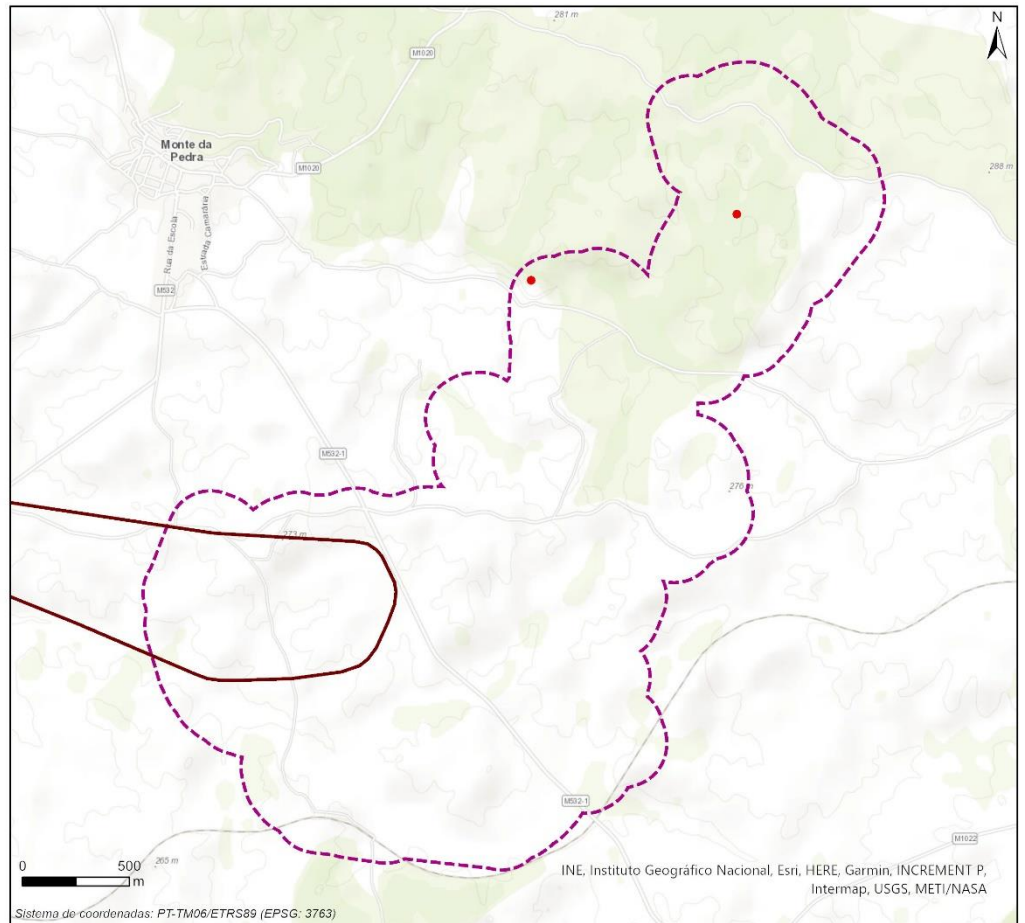 281 m
N
M1020
Monte da
Pedra
M1020
288 m
Rua da Escola
Estrada Camarária
M532
M532-1
276 m
273 m
M532-1
M1022
265 m
0 500
m
INE, Instituto Geográfico Nacional, Esri, HERE, Garmin, INCREMENT P,
Intermap, USGS, METI/NASA
Sistema de coordenadas: PT-TM06/ETRS89 (EPSG: 3763)